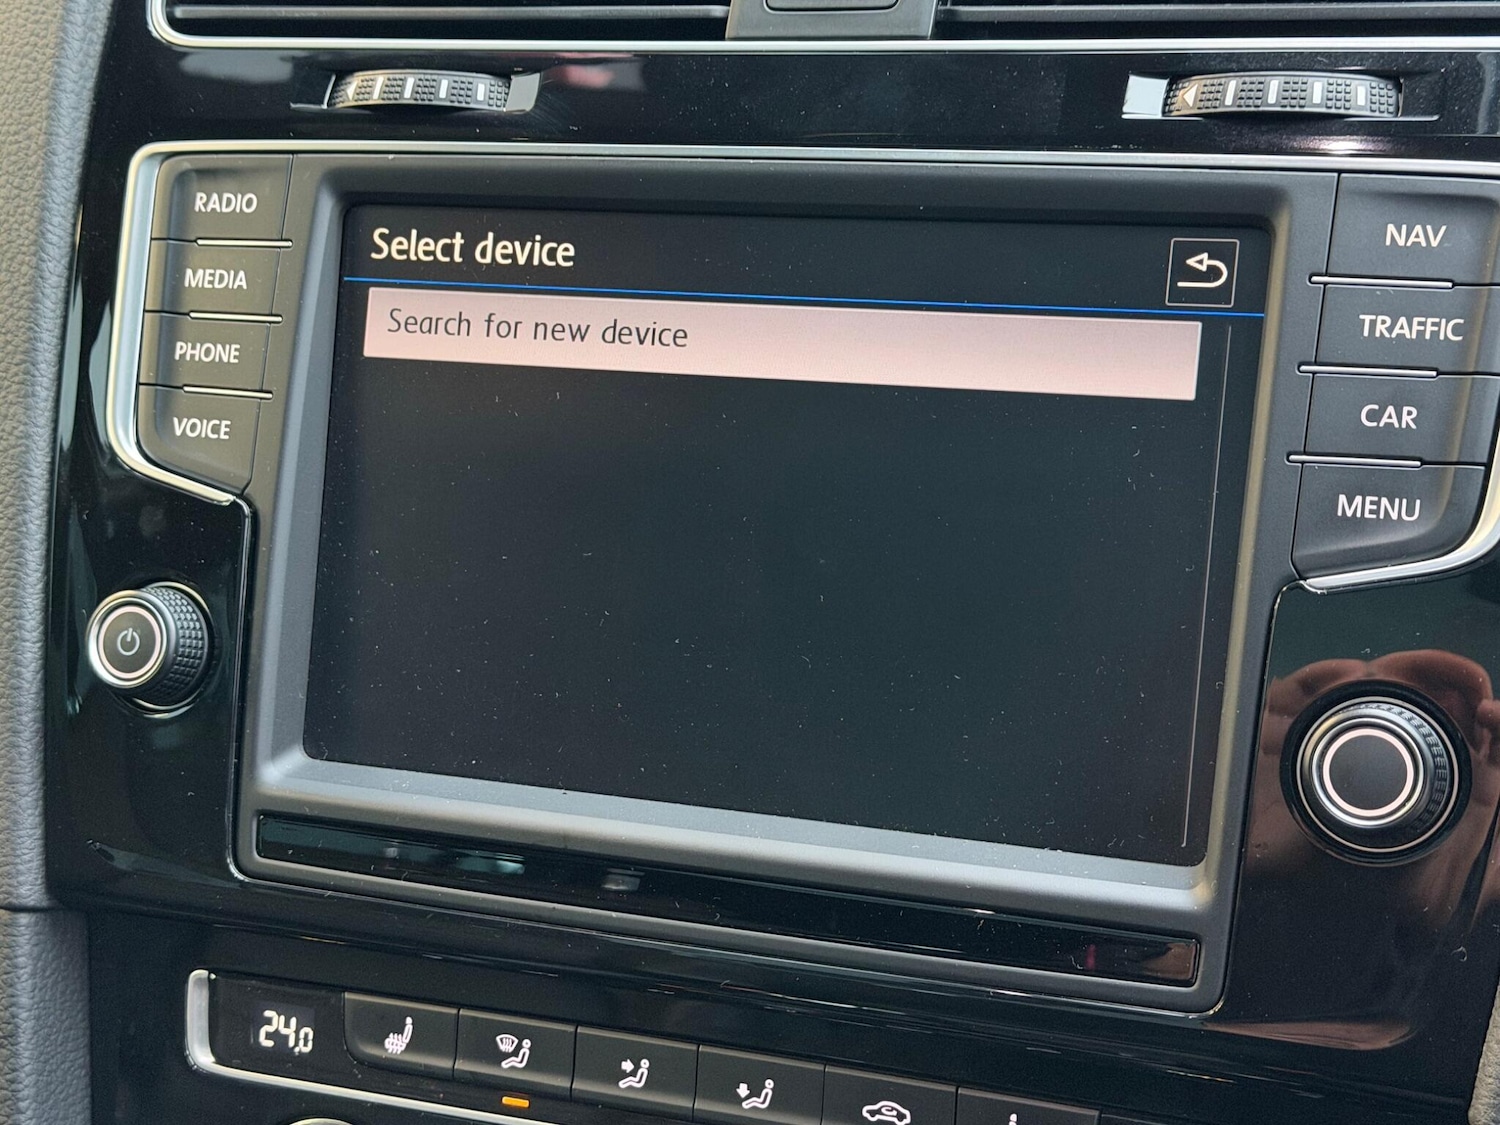 RADIO
MEDIA
PHONE
VOICE
Select device
Search for new device
NAV
TRAFFIC
CAR
MENU
24,0